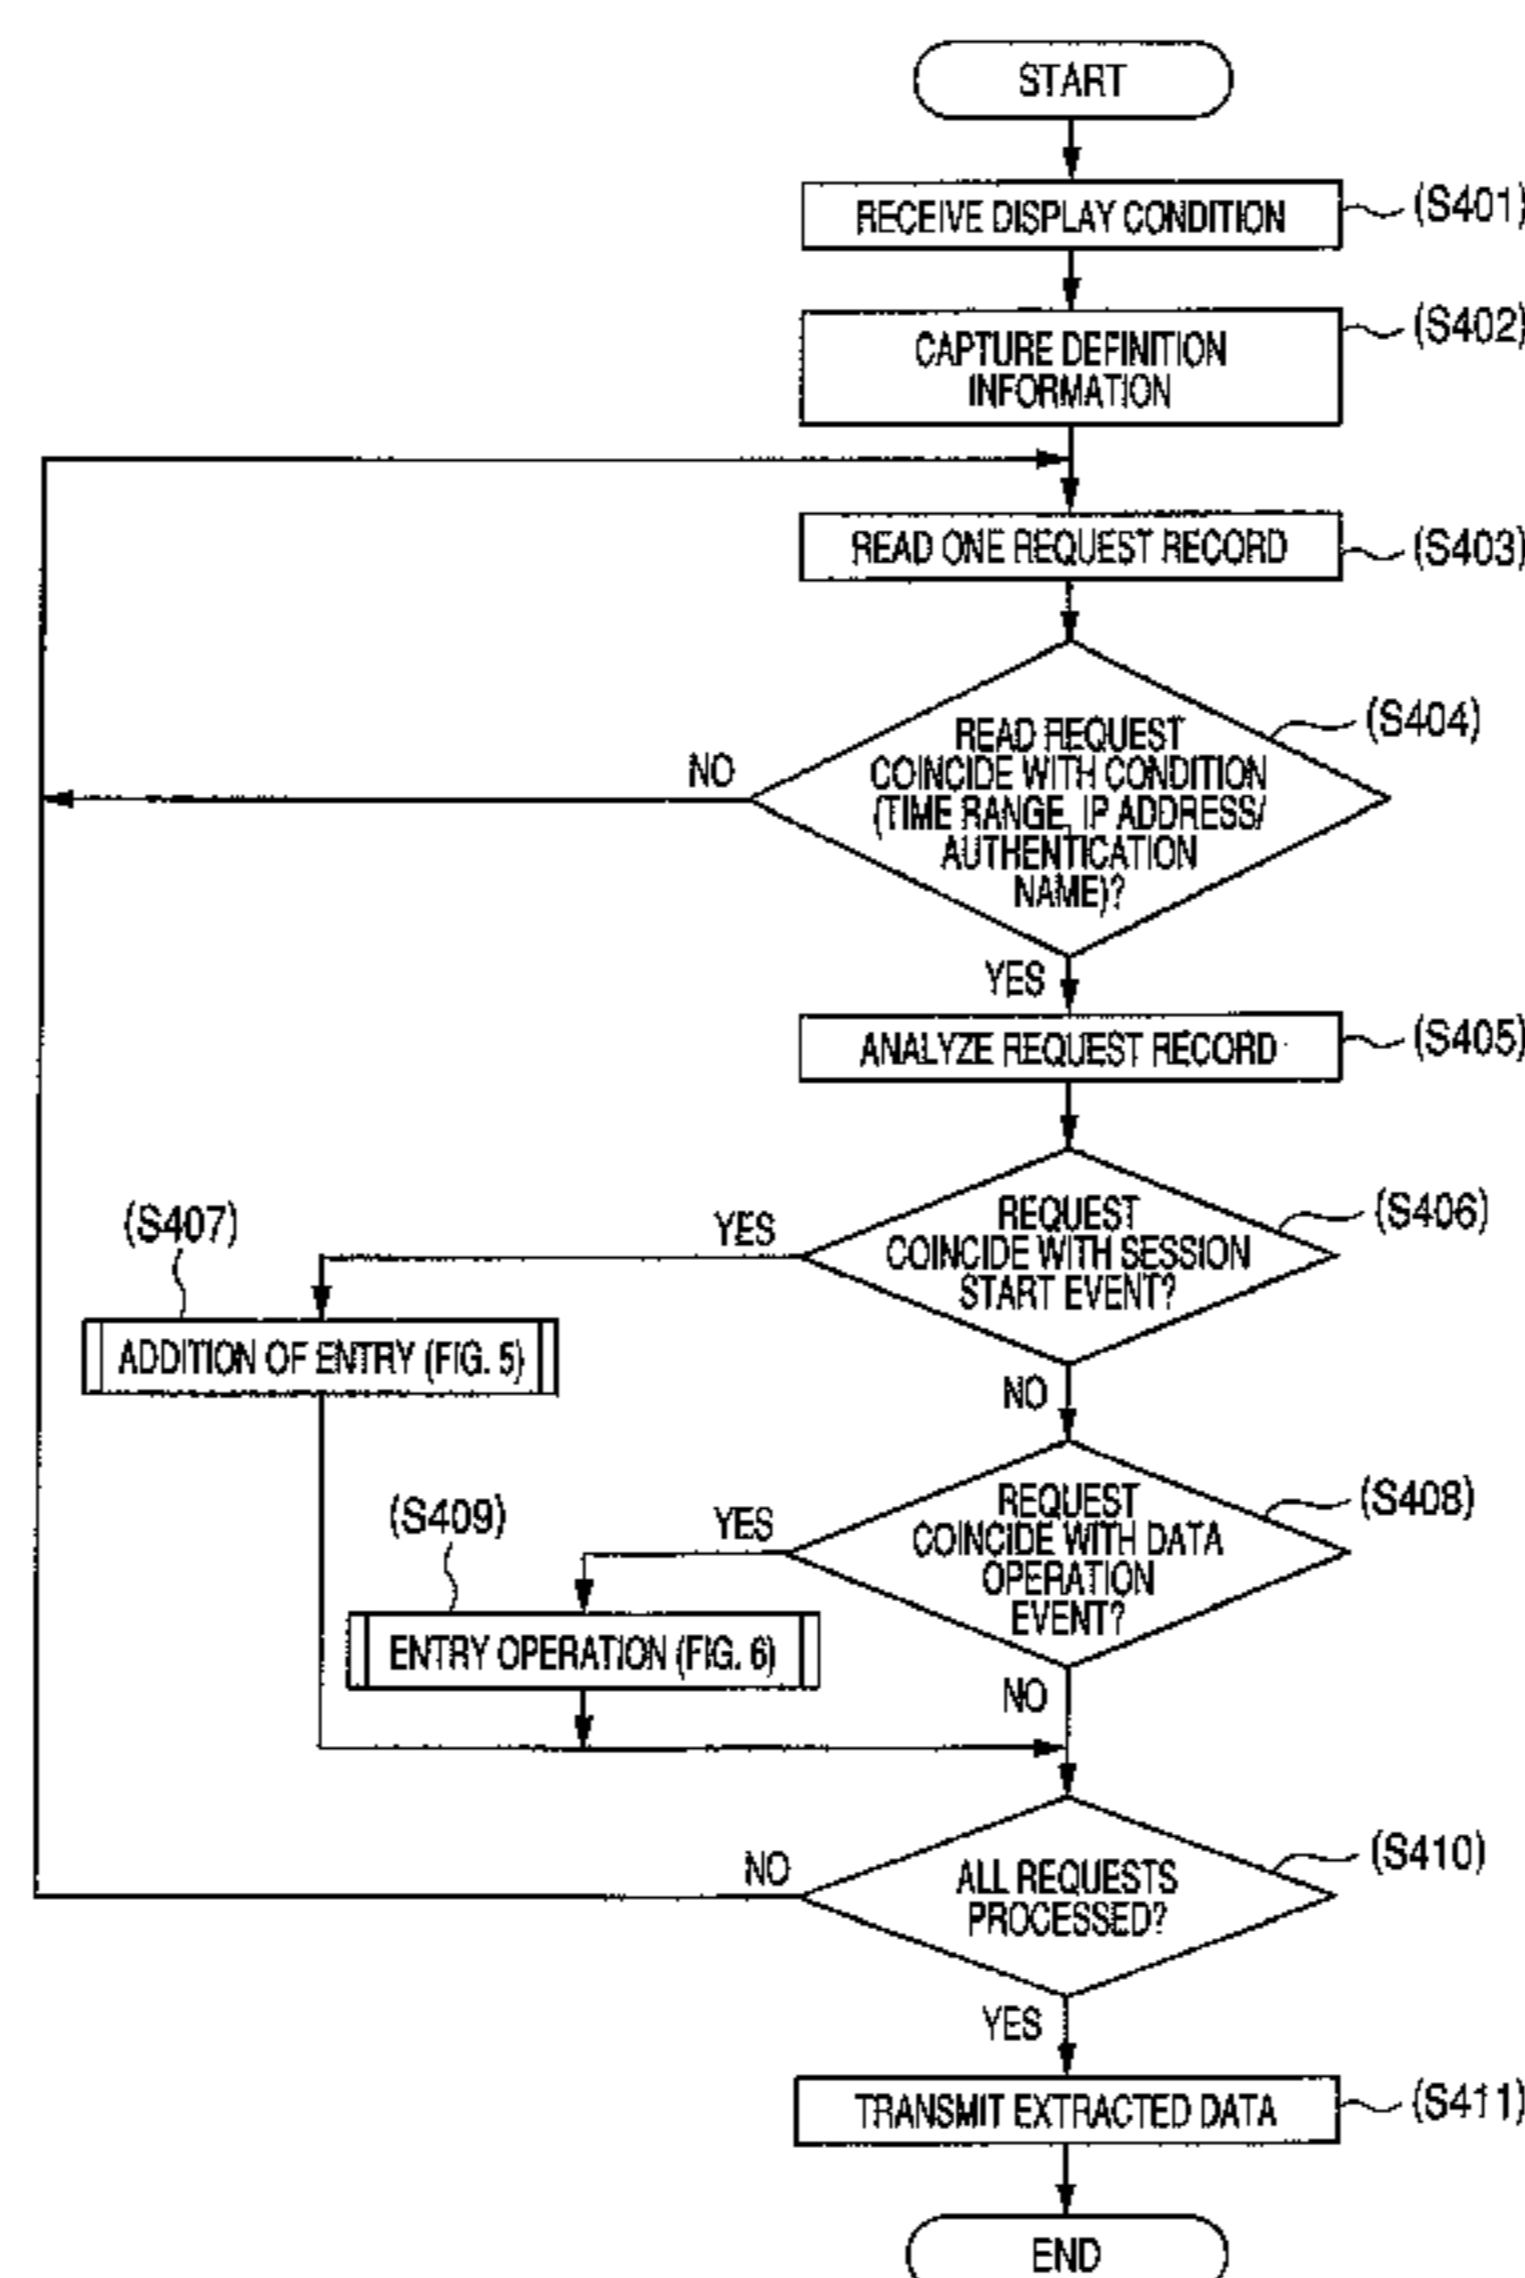 START
RECEIVE DISPLAY CONDITION
(S401)
CAPTURE DEFINITION
INFORMATION
(S402)
READ ONE REQUEST RECORD
(S403)
READ REQUEST
COINCIDE WITH CONDITION
(TIME RANGE, IP ADDRESS/
AUTHENTICATION
NAME)?
(S404)
NO
YES
ANALYZE REQUEST RECORD
(S405)
REQUEST
COINCIDE WITH SESSION
START EVENT?
(S406)
YES
(S407)
ADDITION OF ENTRY (FIG. 5)
NO
REQUEST
COINCIDE WITH DATA
OPERATION
EVENT?
(S408)
YES
(S409)
ENTRY OPERATION (FIG. 6)
NO
ALL REQUESTS
PROCESSED?
(S410)
NO
YES
TRANSMIT EXTRACTED DATA
(S411)
END